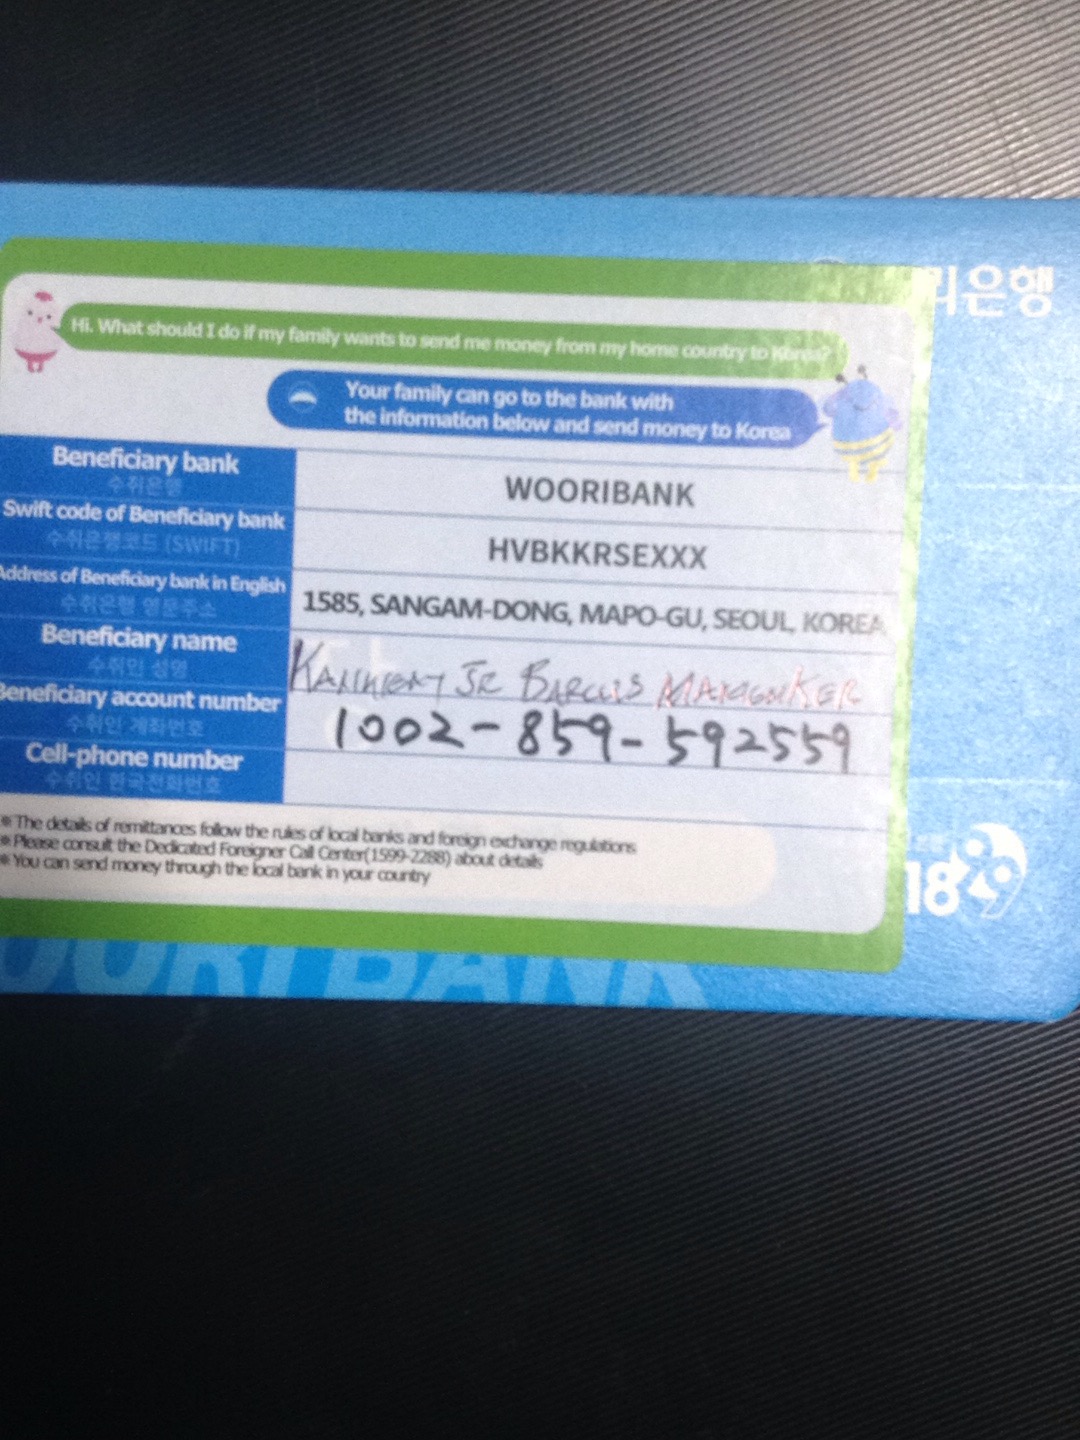 은행
Hi. What should I do if my family wants to send me money from my home country to Korea?
Your family can go to the bank with
the information below and send money to Korea
Beneficiary bank
수취은행
WOORIBANK
Swift code of Beneficiary bank
수취은행코드 (SWIFT)
HVBKKRSEXXX
Address of Beneficiary bank in English
수취은행 영문주소
1585, SANGAM-DONG, MAPO-GU, SEOUL, KOREA
Beneficiary name
수취인 성명
JR BARCUS
Beneficiary account number
수취인 계좌번호
1002-859-592559
Cell-phone number
수취인 한국전화번호
※ The details of remittances follow the rules of local banks and foreign exchange regulations
※ Please consult the Dedicated Foreigner Call Center(1599-2288) about details
※ You can send money through the local bank in your country
18
OORI BANK